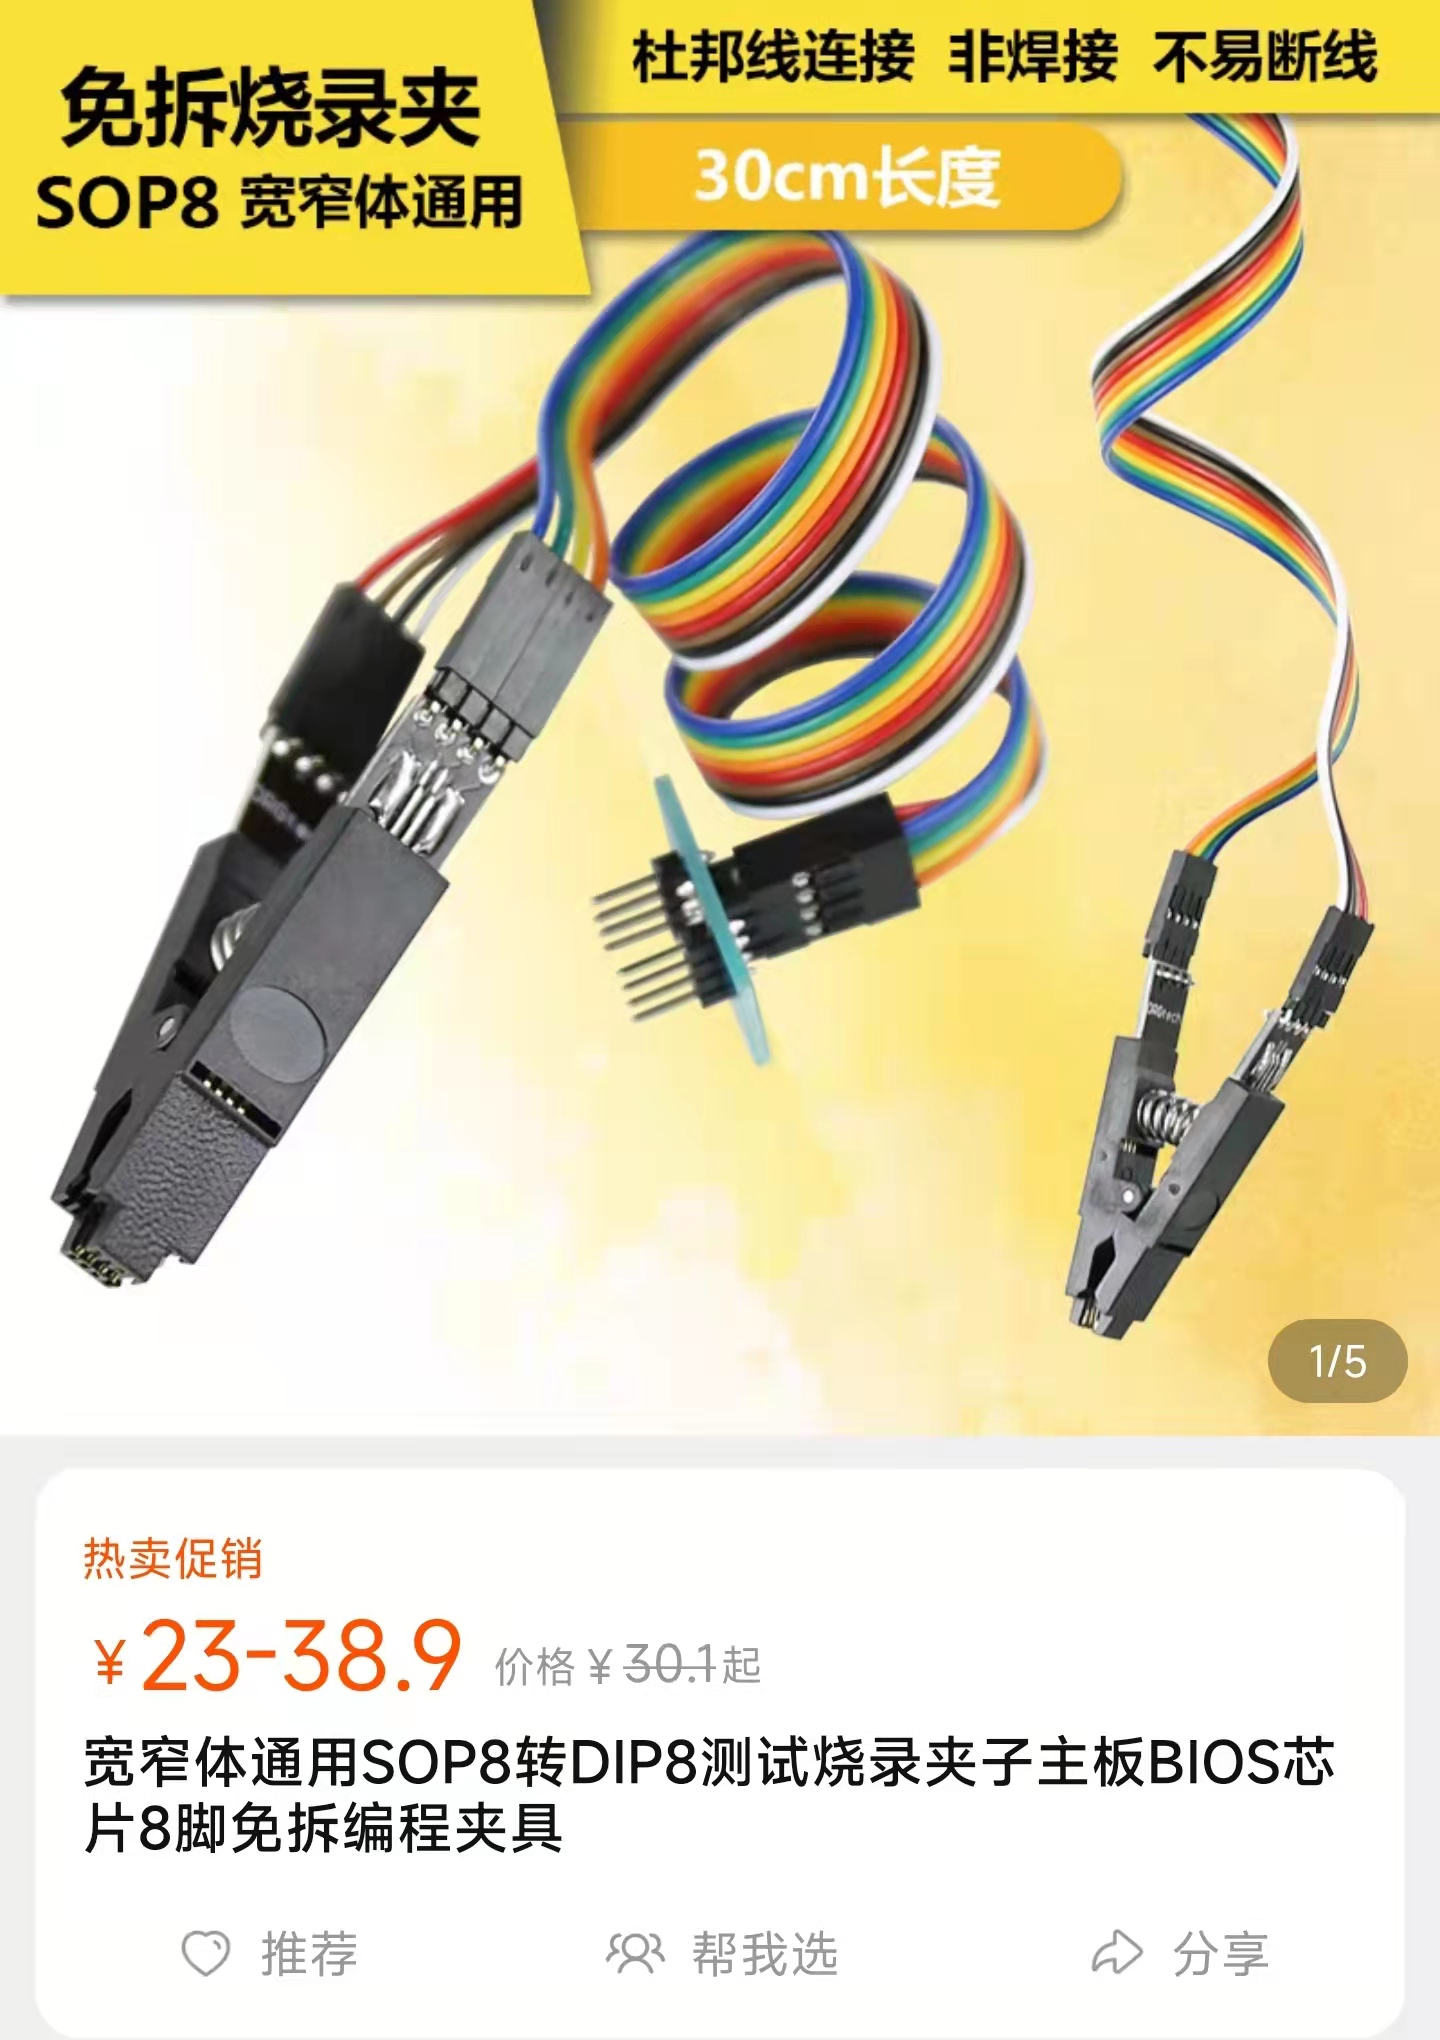 免拆烧录夹
SOP8 宽窄体通用
杜邦线连接 非焊接 不易断线
30cm长度
1/5
热卖促销
¥23-38.9 价格¥30.1起
宽窄体通用SOP8转DIP8测试烧录夹子主板BIOS芯
片8脚免拆编程夹具
推荐
帮我选
分享